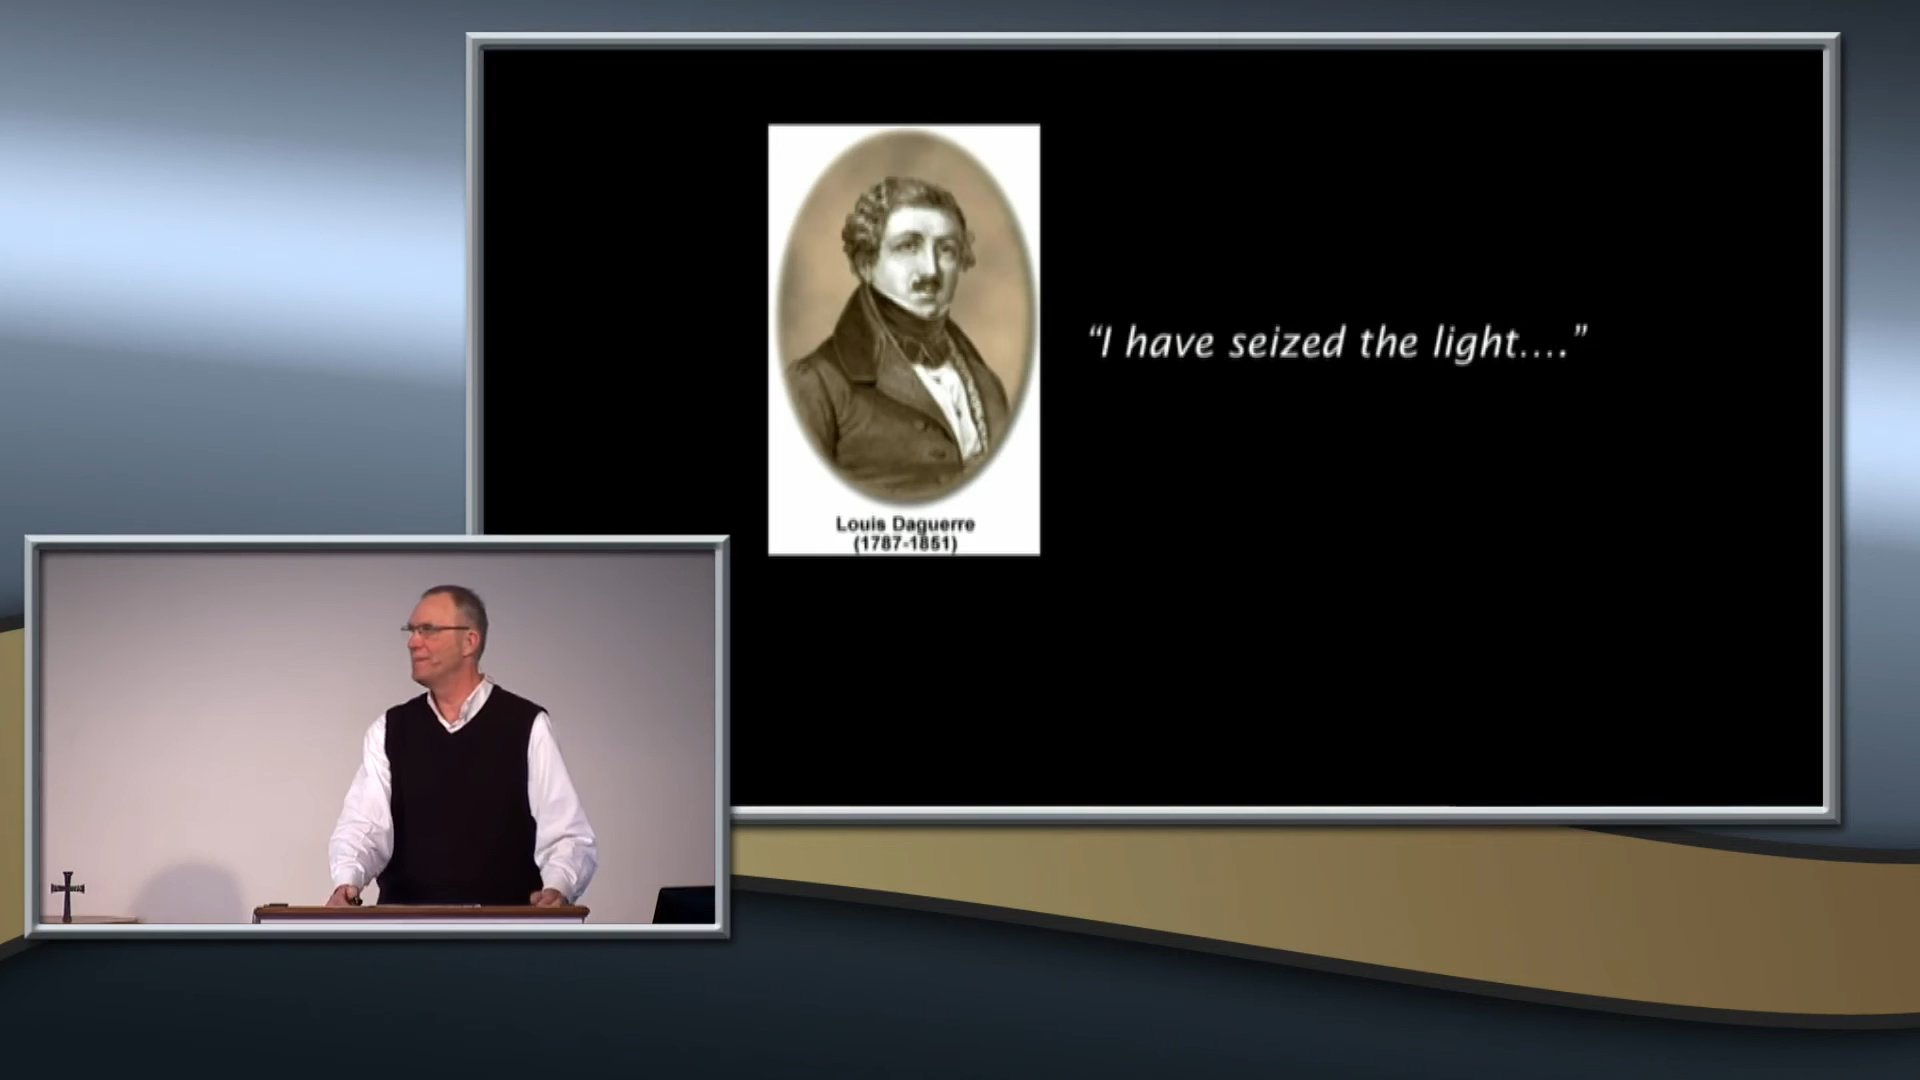 “I have seized the light....”
Louis Daguerre
(1787-1851)